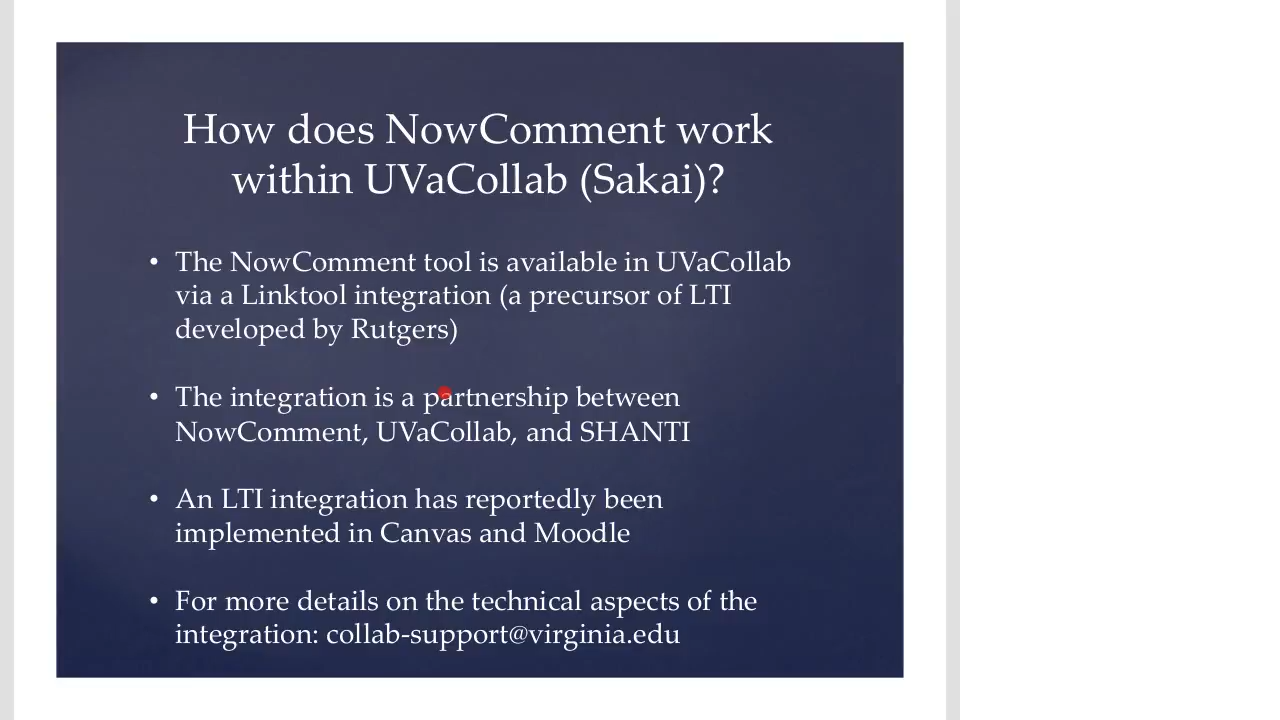 How does NowComment work
within UVaCollab (Sakai)?
• The NowComment tool is available in UVaCollab
via a Linktool integration (a precursor of LTI
developed by Rutgers)
• The integration is a partnership between
NowComment, UVaCollab, and SHANTI
• An LTI integration has reportedly been
implemented in Canvas and Moodle
• For more details on the technical aspects of the
integration: collab-support@virginia.edu